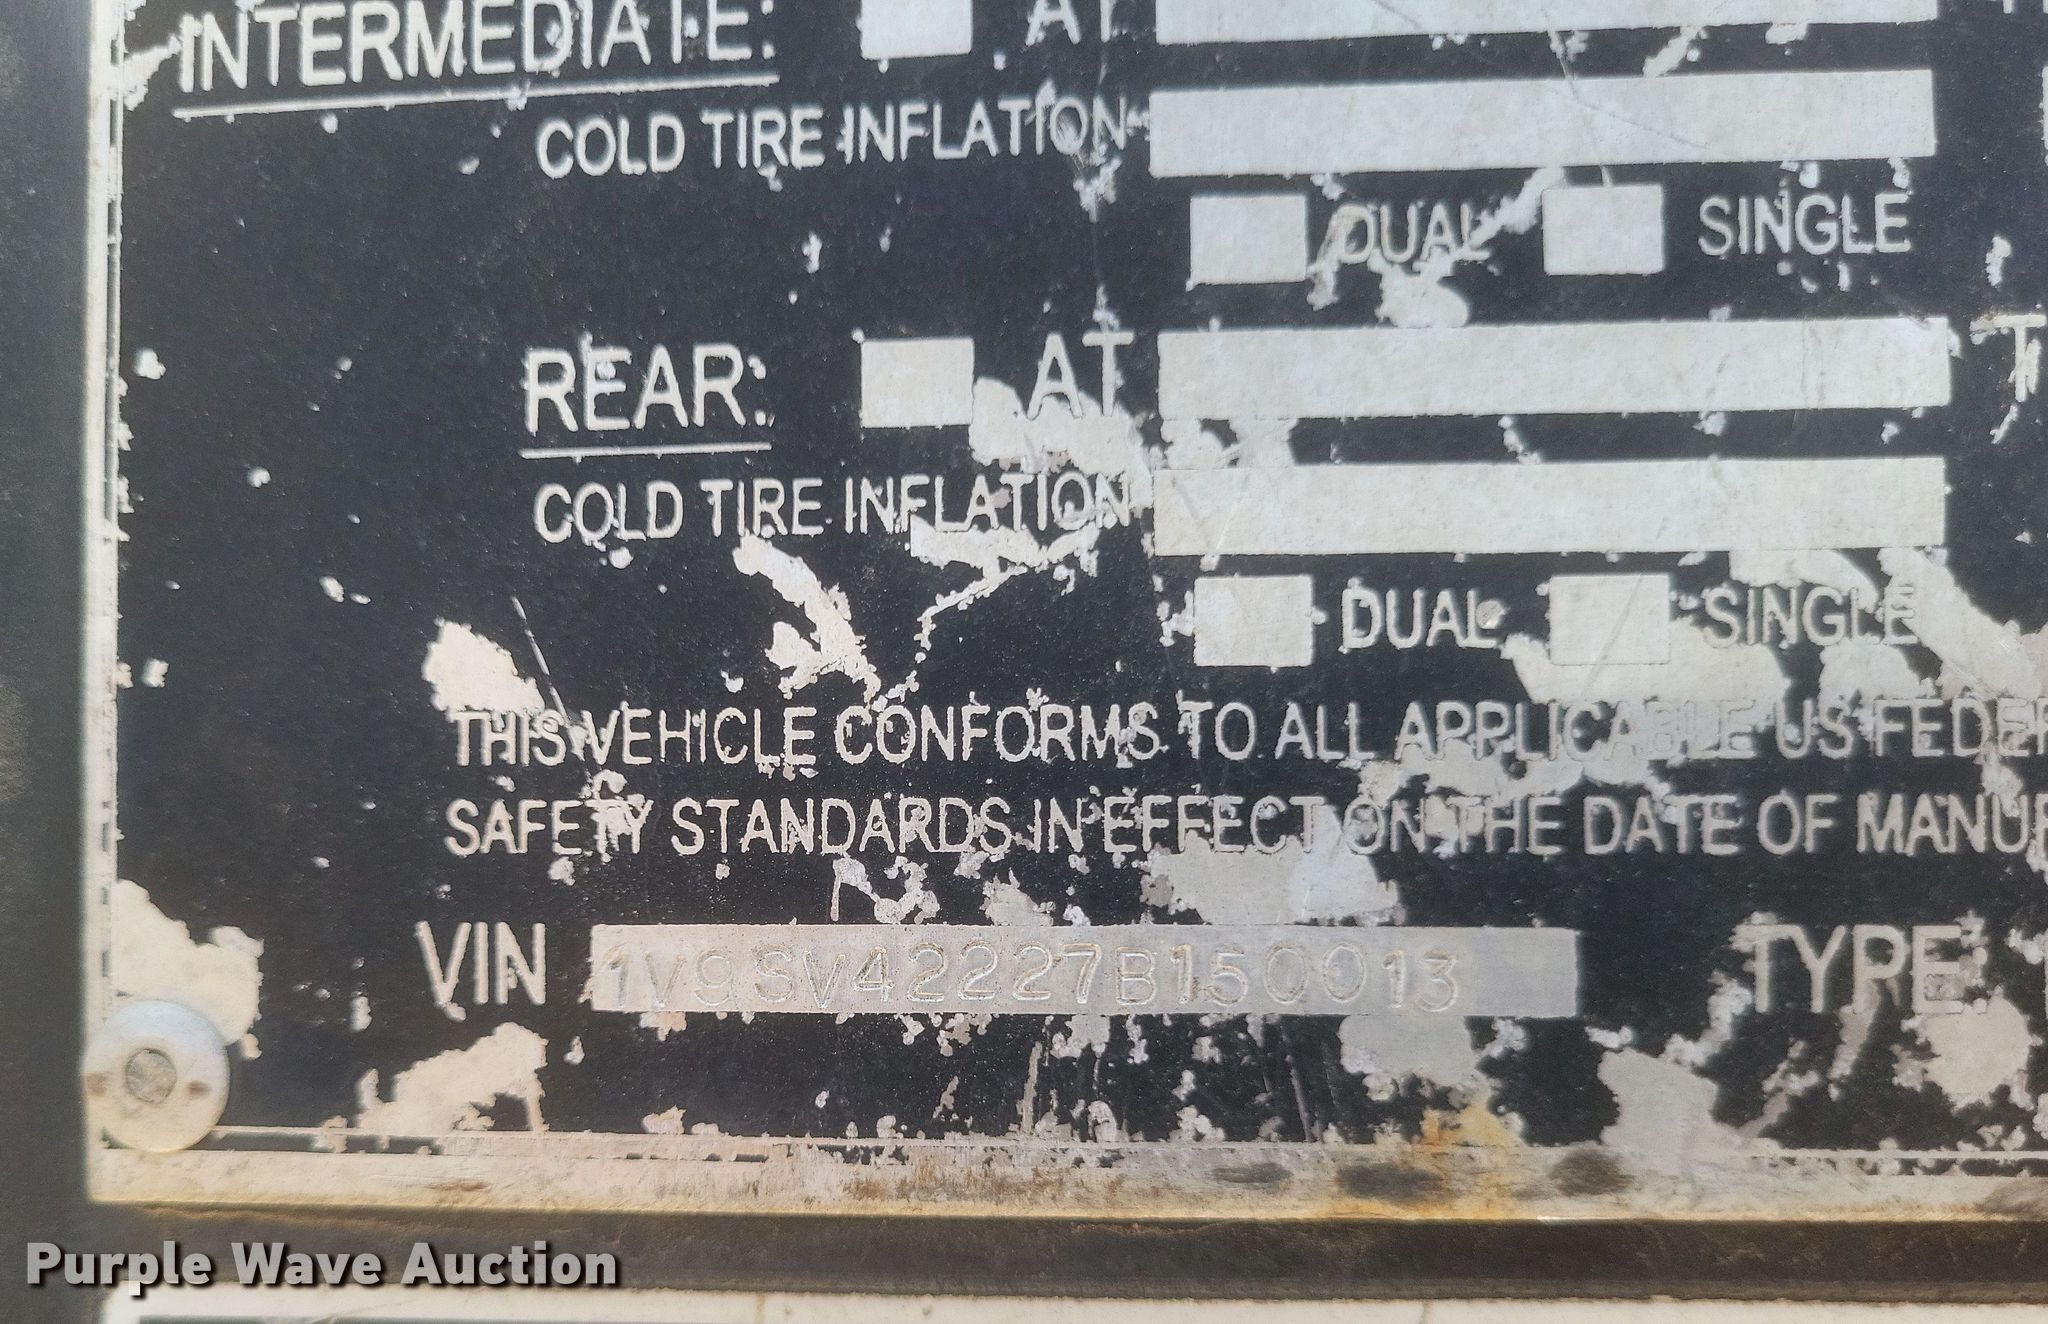 INTERMEDIATE: AT
COLD TIRE INFLATION
DUAL SINGLE
REAR: AT T
COLD TIRE INFLATION
DUAL SINGLE
THIS VEHICLE CONFORMS TO ALL APPLICABLE US FEDER
SAFETY STANDARDS IN EFFECT ON THE DATE OF MANUF
VIN 1V9SV42227B150013 TYPE:
Purple Wave Auction